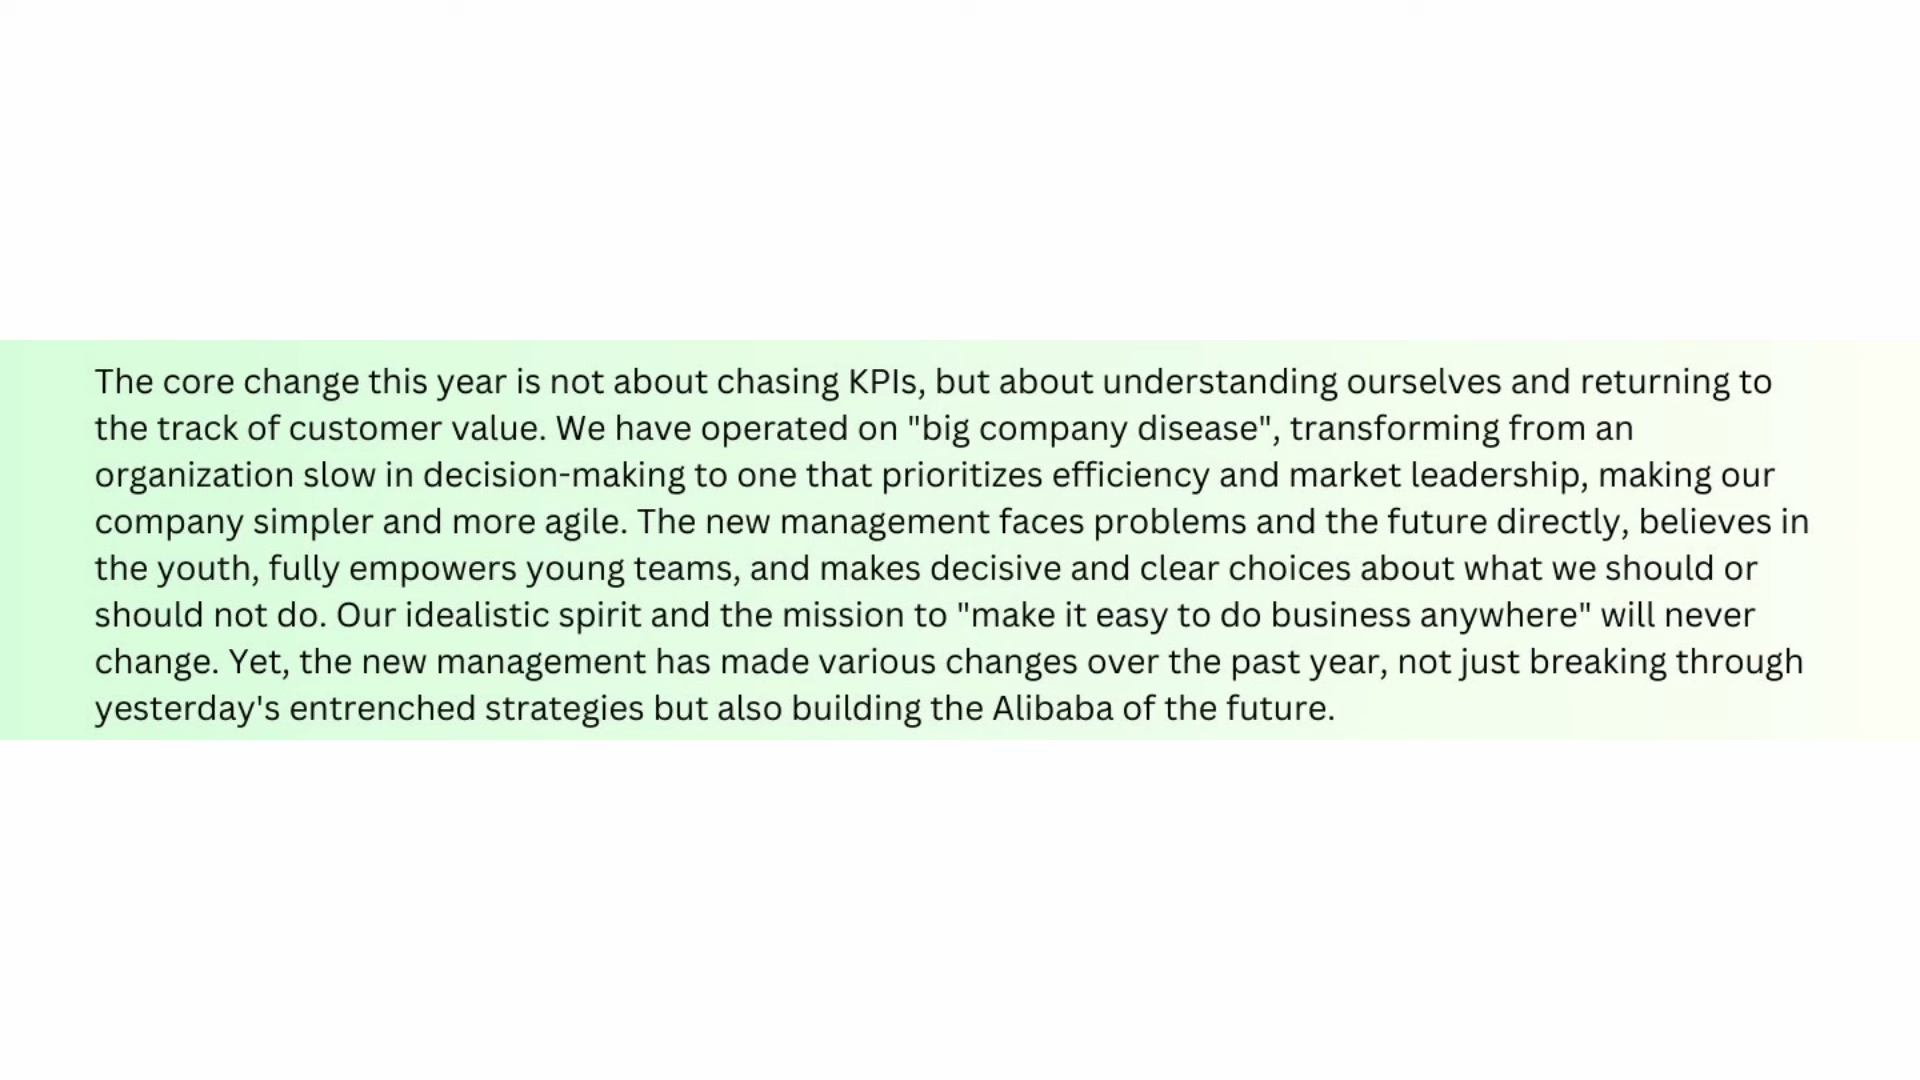 The core change this year is not about chasing KPIs, but about understanding ourselves and returning to
the track of customer value. We have operated on "big company disease", transforming from an
organization slow in decision-making to one that prioritizes efficiency and market leadership, making our
company simpler and more agile. The new management faces problems and the future directly, believes in
the youth, fully empowers young teams, and makes decisive and clear choices about what we should or
should not do. Our idealistic spirit and the mission to "make it easy to do business anywhere" will never
change. Yet, the new management has made various changes over the past year, not just breaking through
yesterday's entrenched strategies but also building the Alibaba of the future.